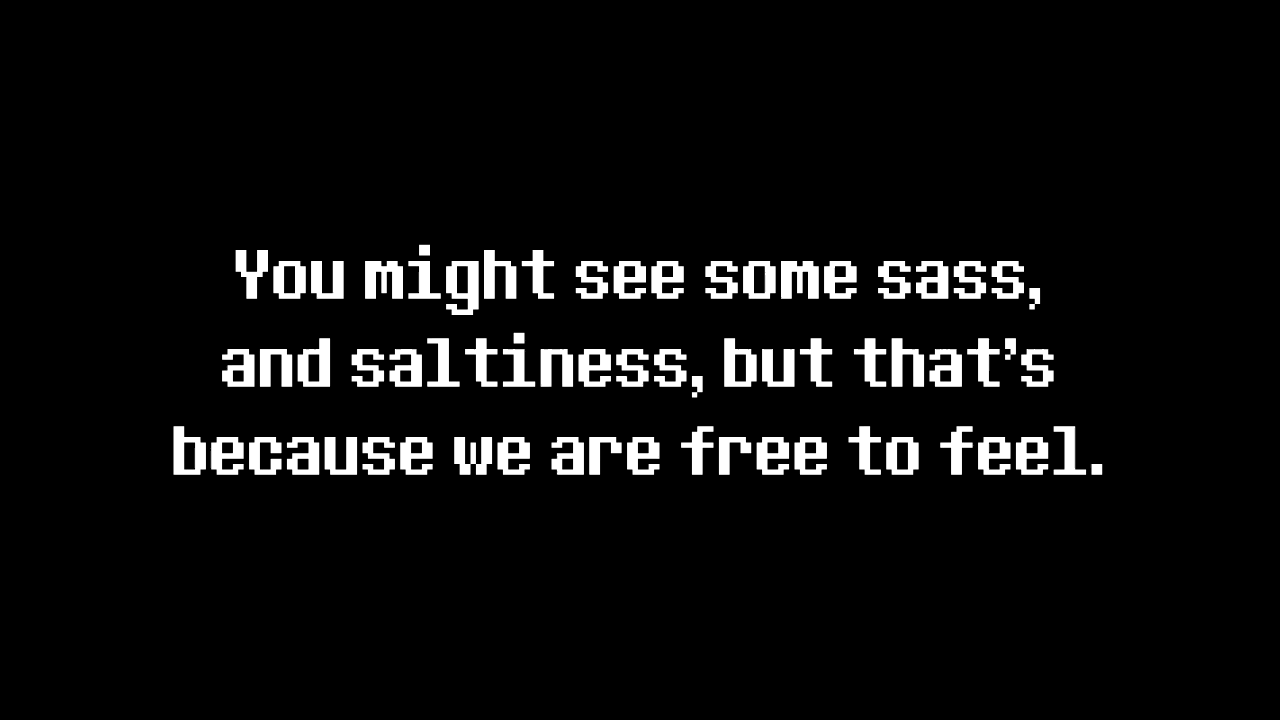 You might see some sass,
and saltiness, but that's
because we are free to feel.